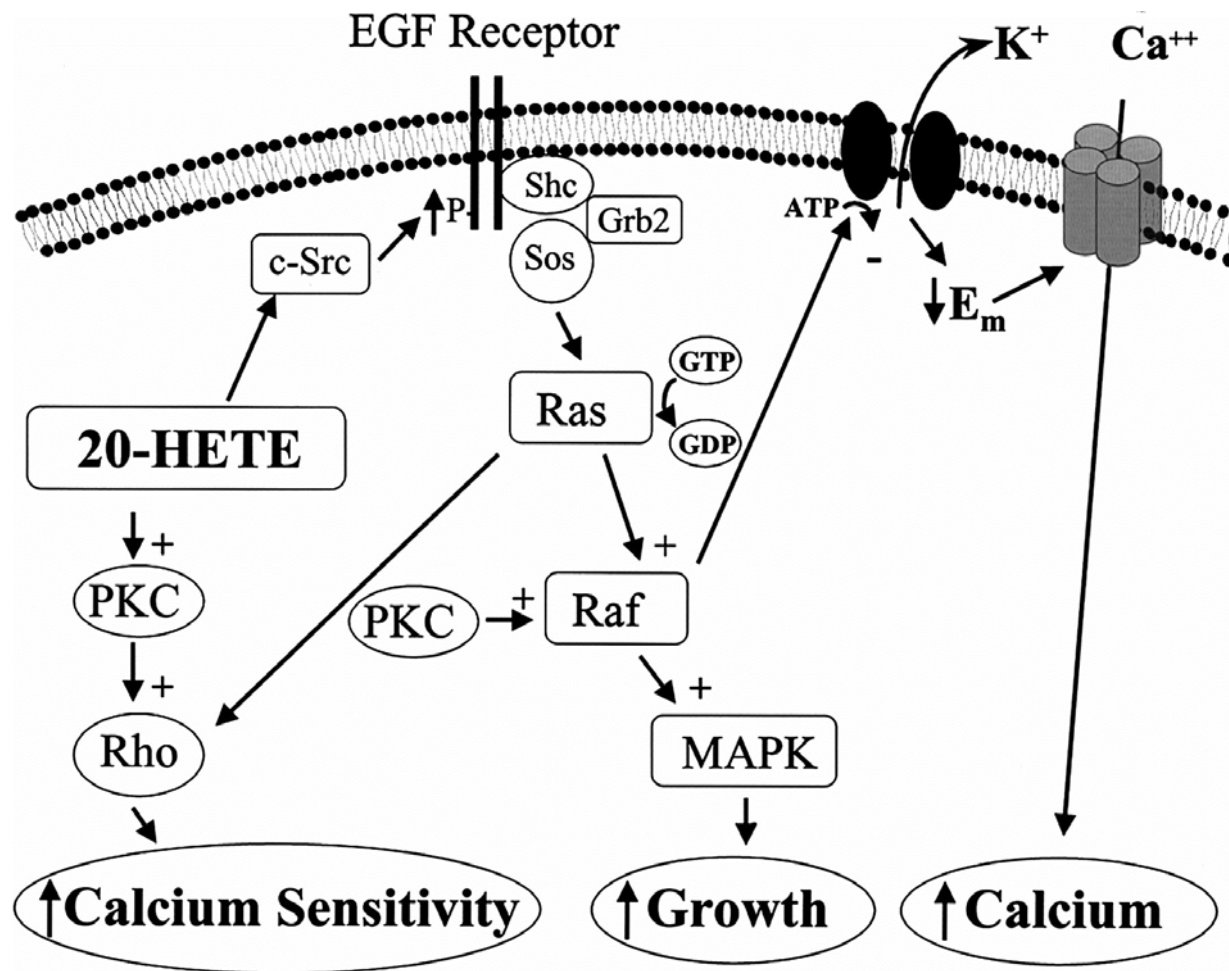 EGF Receptor
K⁺
Ca⁺⁺
Shc
Grb2
Sos
P-
c-Src
ATP
-
Eₘ
20-HETE
Ras
GTP
GDP
+
PKC
+
Rho
PKC
+
+
Raf
+
MAPK
Calcium Sensitivity
Growth
Calcium